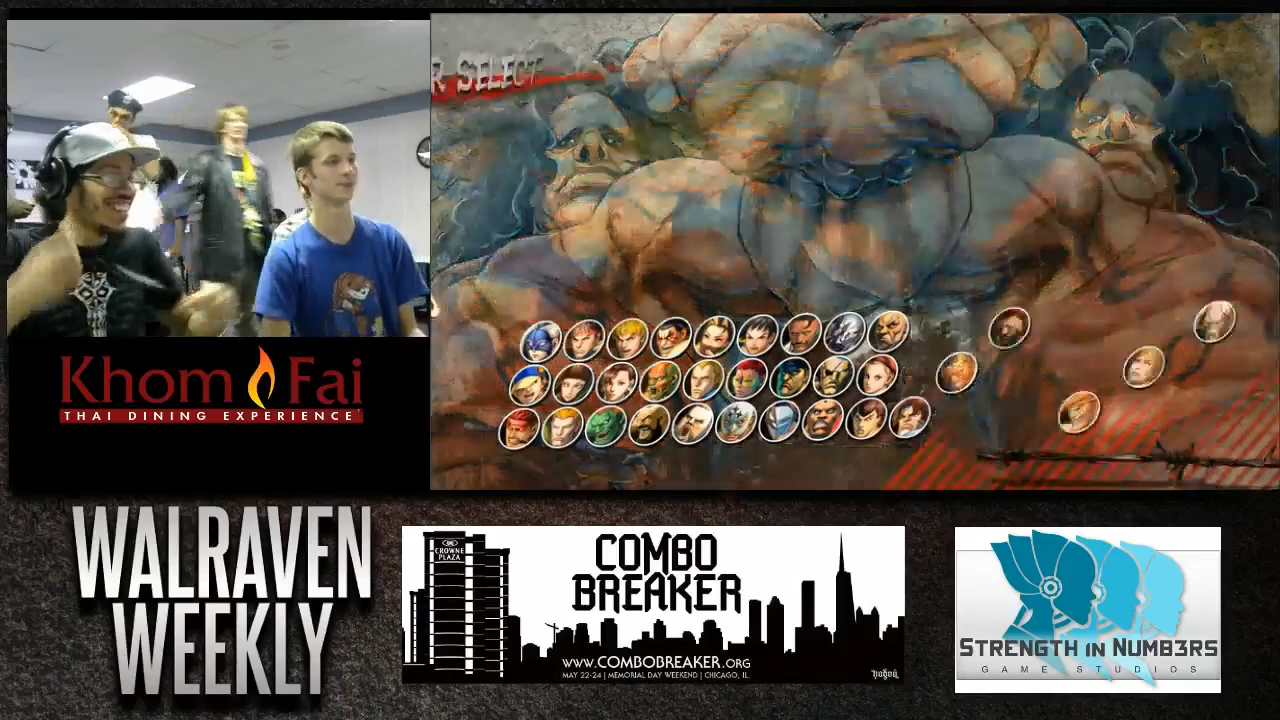 R SELECT
Khom Fai
THAI DINING EXPERIENCE
WALRAVEN
WEEKLY
CROWNE
PLAZA
COMBO
BREAKER
WWW.COMBOBREAKER.ORG
MAY 22-24 | MEMORIAL DAY WEEKEND | CHICAGO, IL
STRENGTH IN NUMB3RS
GAME STUDIOS